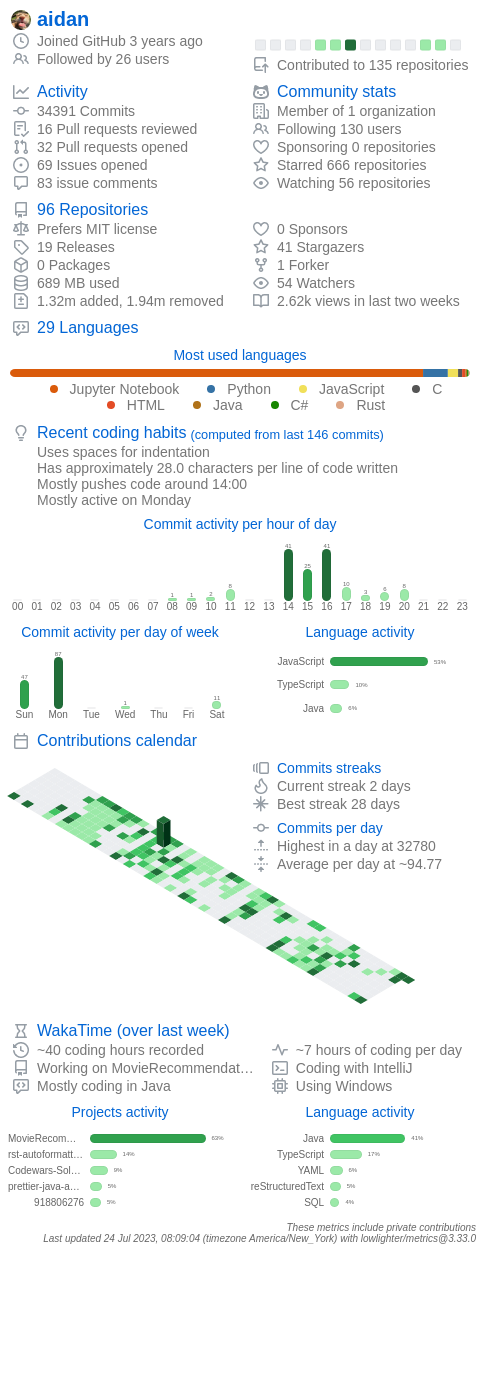 aidan
Joined GitHub 3 years ago
Followed by 26 users
Contributed to 135 repositories
Activity
34391 Commits
16 Pull requests reviewed
32 Pull requests opened
69 Issues opened
83 issue comments
Community stats
Member of 1 organization
Following 130 users
Sponsoring 0 repositories
Starred 666 repositories
Watching 56 repositories
96 Repositories
Prefers MIT license
19 Releases
0 Packages
689 MB used
1.32m added, 1.94m removed
0 Sponsors
41 Stargazers
1 Forker
54 Watchers
2.62k views in last two weeks
29 Languages
Most used languages
Jupyter Notebook Python JavaScript C
HTML Java C# Rust
Recent coding habits (computed from last 146 commits)
Uses spaces for indentation
Has approximately 28.0 characters per line of code written
Mostly pushes code around 14:00
Mostly active on Monday
Commit activity per hour of day
1 1 2 8 41 25 41 10 3 6 8
00 01 02 03 04 05 06 07 08 09 10 11 12 13 14 15 16 17 18 19 20 21 22 23
Commit activity per day of week
47 87 1 11
Sun Mon Tue Wed Thu Fri Sat
Language activity
JavaScript 53%
TypeScript 10%
Java 6%
Contributions calendar
Commits streaks
Current streak 2 days
Best streak 28 days
Commits per day
Highest in a day at 32780
Average per day at ~94.77
WakaTime (over last week)
~40 coding hours recorded
Working on MovieRecommendat…
Mostly coding in Java
~7 hours of coding per day
Coding with IntelliJ
Using Windows
Projects activity
MovieRecom… 63%
rst-autoformatt… 14%
Codewars-Sol… 9%
prettier-java-a… 5%
918806276 5%
Language activity
Java 41%
TypeScript 17%
YAML 6%
reStructuredText 5%
SQL 4%
These metrics include private contributions
Last updated 24 Jul 2023, 08:09:04 (timezone America/New_York) with lowlighter/metrics@3.33.0